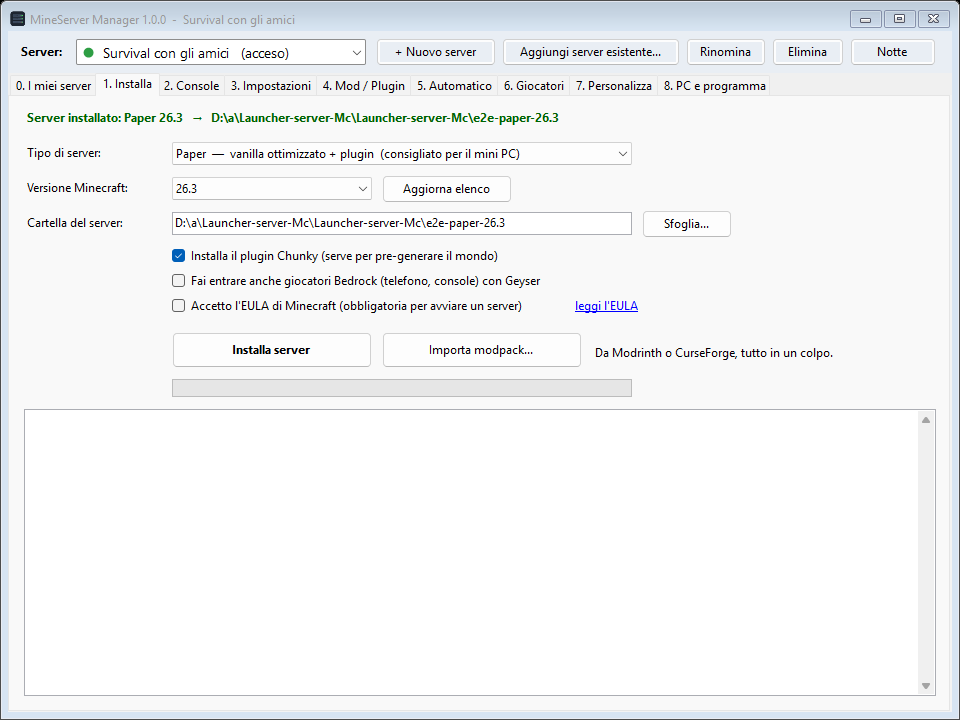 MineServer Manager 1.0.0 - Survival con gli amici
Server: Survival con gli amici (acceso) + Nuovo server Aggiungi server esistente... Rinomina Elimina Notte
0. I miei server 1. Installa 2. Console 3. Impostazioni 4. Mod / Plugin 5. Automatico 6. Giocatori 7. Personalizza 8. PC e programma
Server installato: Paper 26.3 → D:\a\Launcher-server-Mc\Launcher-server-Mc\e2e-paper-26.3
Tipo di server: Paper — vanilla ottimizzato + plugin (consigliato per il mini PC)
Versione Minecraft: 26.3 Aggiorna elenco
Cartella del server: D:\a\Launcher-server-Mc\Launcher-server-Mc\e2e-paper-26.3 Sfoglia...
Installa il plugin Chunky (serve per pre-generare il mondo)
Fai entrare anche giocatori Bedrock (telefono, console) con Geyser
Accetto l'EULA di Minecraft (obbligatoria per avviare un server) leggi l'EULA
Installa server Importa modpack... Da Modrinth o CurseForge, tutto in un colpo.